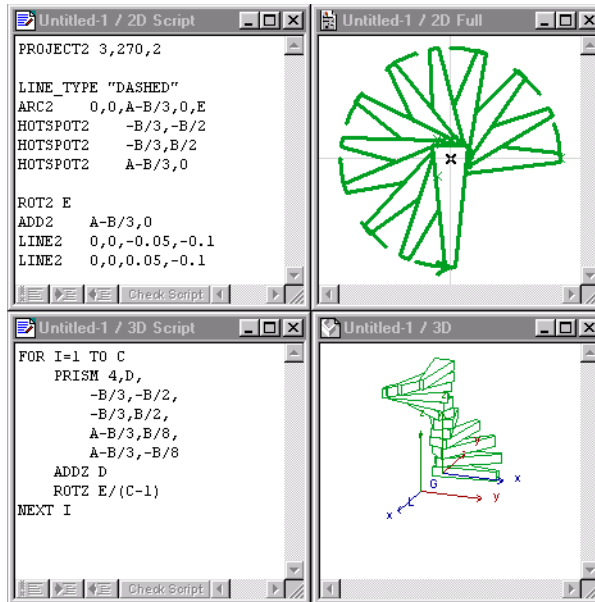 Untitled-1 / 2D Script
PROJECT2 3,270,2
LINE_TYPE "DASHED"
ARC2 0,0,A-B/3,0,E
HOTSPOT2 -B/3,-B/2
HOTSPOT2 -B/3,B/2
HOTSPOT2 A-B/3,0
ROT2 E
ADD2 A-B/3,0
LINE2 0,0,-0.05,-0.1
LINE2 0,0,0.05,-0.1
Check Script
Untitled-1 / 2D Full
Untitled-1 / 3D Script
FOR I=1 TO C
PRISM 4,D,
-B/3,-B/2,
-B/3,B/2,
A-B/3,B/8,
A-B/3,-B/8
ADDZ D
ROTZ E/(C-1)
NEXT I
Check Script
Untitled-1 / 3D
z
z
y
G
x
L
x
y